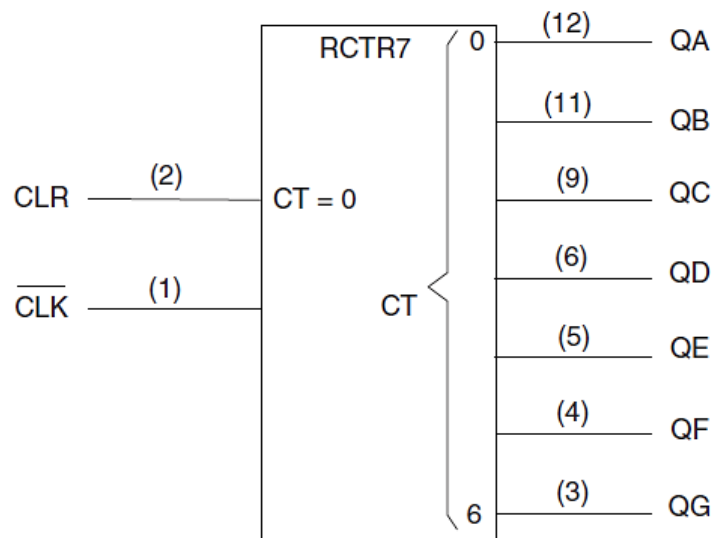 RCTR7
0
(12)
QA
(11)
QB
CLR
(2)
CT = 0
(9)
QC
(6)
QD
C̅L̅K̅
(1)
CT
(5)
QE
(4)
QF
6
(3)
QG